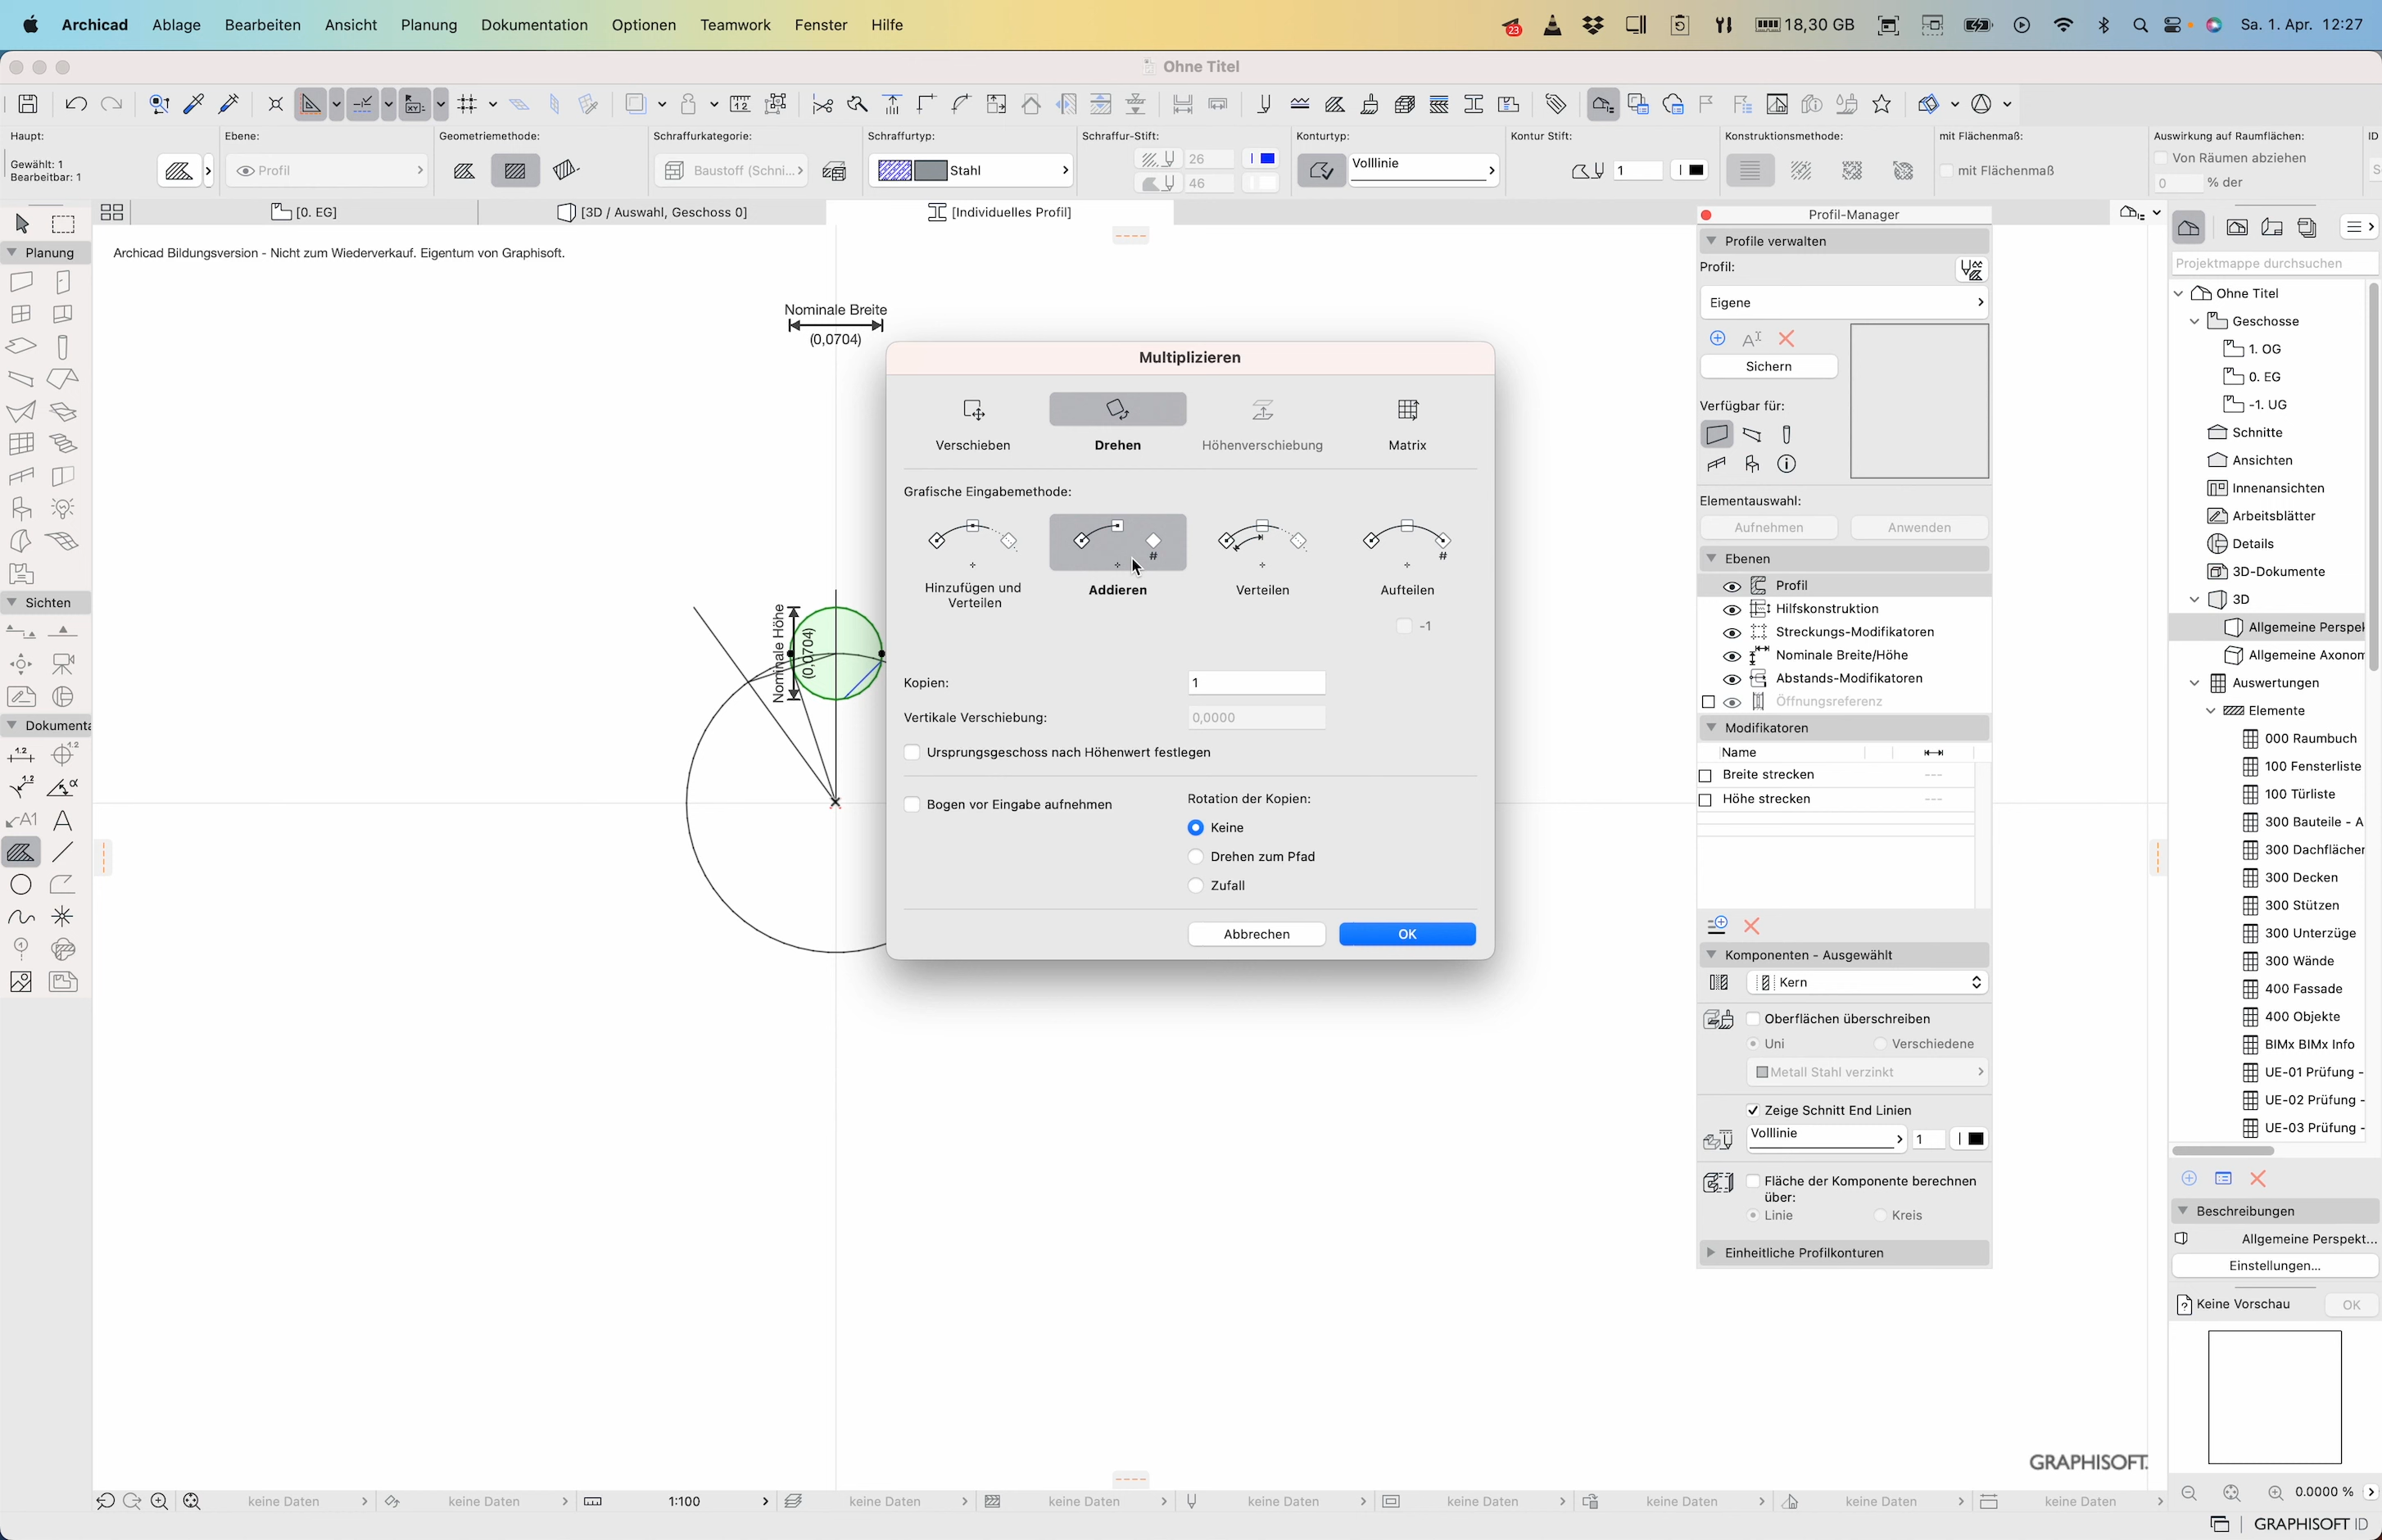 Archicad Ablage Bearbeiten Ansicht Planung Dokumentation Optionen Teamwork Fenster Hilfe 23 18,30 GB Sa. 1. Apr. 12:27
Ohne Titel
Haupt: Ebene: Geometriemethode: Schraffurkategorie: Schraffurtyp: Schraffur-Stift: Konturtyp: Kontur Stift: Konstruktionsmethode: mit Flächenmaß: Auswirkung auf Raumflächen: ID
Gewählt: 1
Bearbeitbar: 1
Profil
Baustoff (Schni...
Stahl
26
46
Volllinie
1
mit Flächenmaß
Von Räumen abziehen
0 % der
[0. EG]
[3D / Auswahl, Geschoss 0]
[Individuelles Profil]
Planung
Sichten
Dokumenta
Archicad Bildungsversion - Nicht zum Wiederverkauf. Eigentum von Graphisoft.
Nominale Breite
(0,0704)
Nominale Höhe
(0,0704)
Multiplizieren
Verschieben Drehen Höhenverschiebung Matrix
Grafische Eingabemethode:
# #
Hinzufügen und
Verteilen
Addieren Verteilen Aufteilen
-1
Kopien: 1
Vertikale Verschiebung: 0,0000
Ursprungsgeschoss nach Höhenwert festlegen
Bogen vor Eingabe aufnehmen
Rotation der Kopien:
Keine
Drehen zum Pfad
Zufall
Abbrechen OK
Profil-Manager
Profile verwalten
Profil:
Eigene
Sichern
Verfügbar für:
Elementauswahl:
Aufnehmen Anwenden
Ebenen
Profil
Hilfskonstruktion
Streckungs-Modifikatoren
Nominale Breite/Höhe
Abstands-Modifikatoren
Öffnungsreferenz
Modifikatoren
Name
Breite strecken ---
Höhe strecken ---
Komponenten - Ausgewählt
Kern
Oberflächen überschreiben
Uni Verschiedene
Metall Stahl verzinkt
Zeige Schnitt End Linien
Volllinie 1
Fläche der Komponente berechnen
über:
Linie Kreis
Einheitliche Profilkonturen
Projektmappe durchsuchen
Ohne Titel
Geschosse
1. OG
0. EG
-1. UG
Schnitte
Ansichten
Innenansichten
Arbeitsblätter
Details
3D-Dokumente
3D
Allgemeine Perspek
Allgemeine Axonom
Auswertungen
Elemente
000 Raumbuch
100 Fensterliste
100 Türliste
300 Bauteile - A
300 Dachflächen
300 Decken
300 Stützen
300 Unterzüge
300 Wände
400 Fassade
400 Objekte
BIMx BIMx Info
UE-01 Prüfung -
UE-02 Prüfung -
UE-03 Prüfung -
Beschreibungen
Allgemeine Perspekt...
Einstellungen...
Keine Vorschau OK
GRAPHISOFT.
keine Daten keine Daten 1:100 keine Daten keine Daten keine Daten keine Daten keine Daten keine Daten keine Daten 0.0000 %
GRAPHISOFT ID